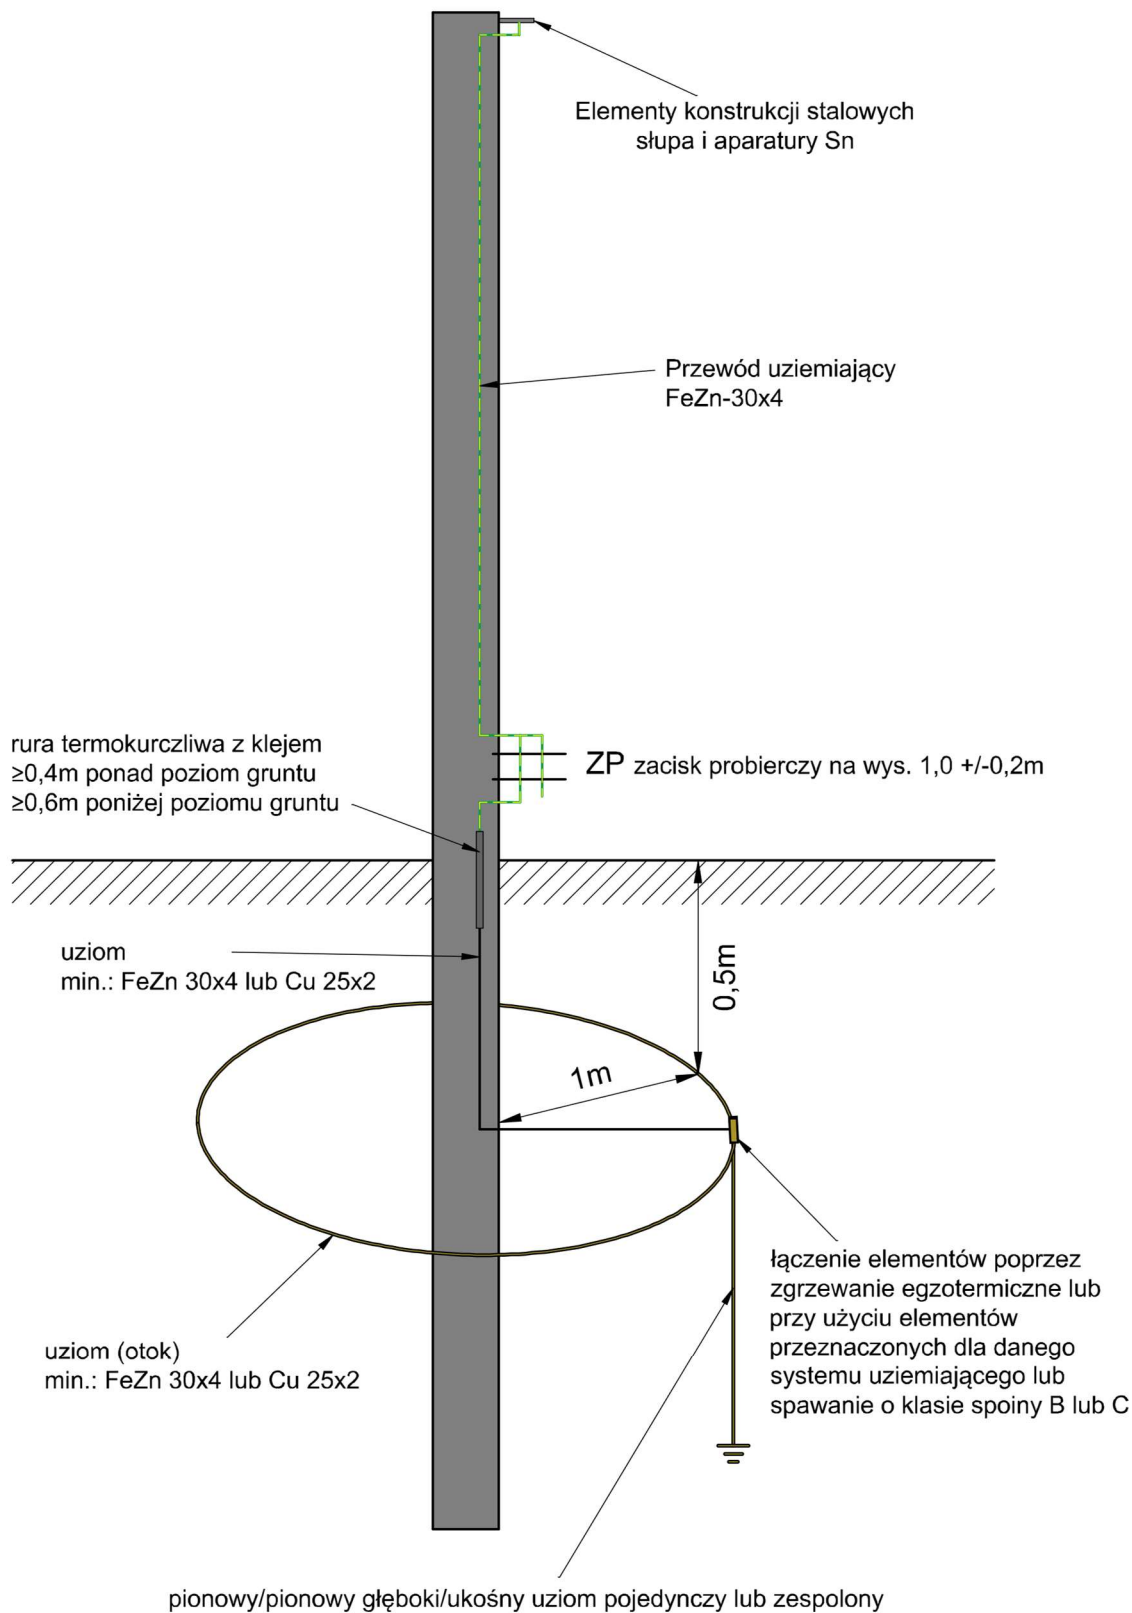 Elementy konstrukcji stalowych
słupa i aparatury Sn
Przewód uziemiający
FeZn-30x4
rura termokurczliwa z klejem
≥0,4m ponad poziom gruntu
≥0,6m poniżej poziomu gruntu
ZP zacisk probierczy na wys. 1,0 +/-0,2m
uziom
min.: FeZn 30x4 lub Cu 25x2
0,5m
1m
łączenie elementów poprzez
zgrzewanie egzotermiczne lub
przy użyciu elementów
przeznaczonych dla danego
systemu uziemiającego lub
spawanie o klasie spoiny B lub C
uziom (otok)
min.: FeZn 30x4 lub Cu 25x2
pionowy/pionowy głęboki/ukośny uziom pojedynczy lub zespolony